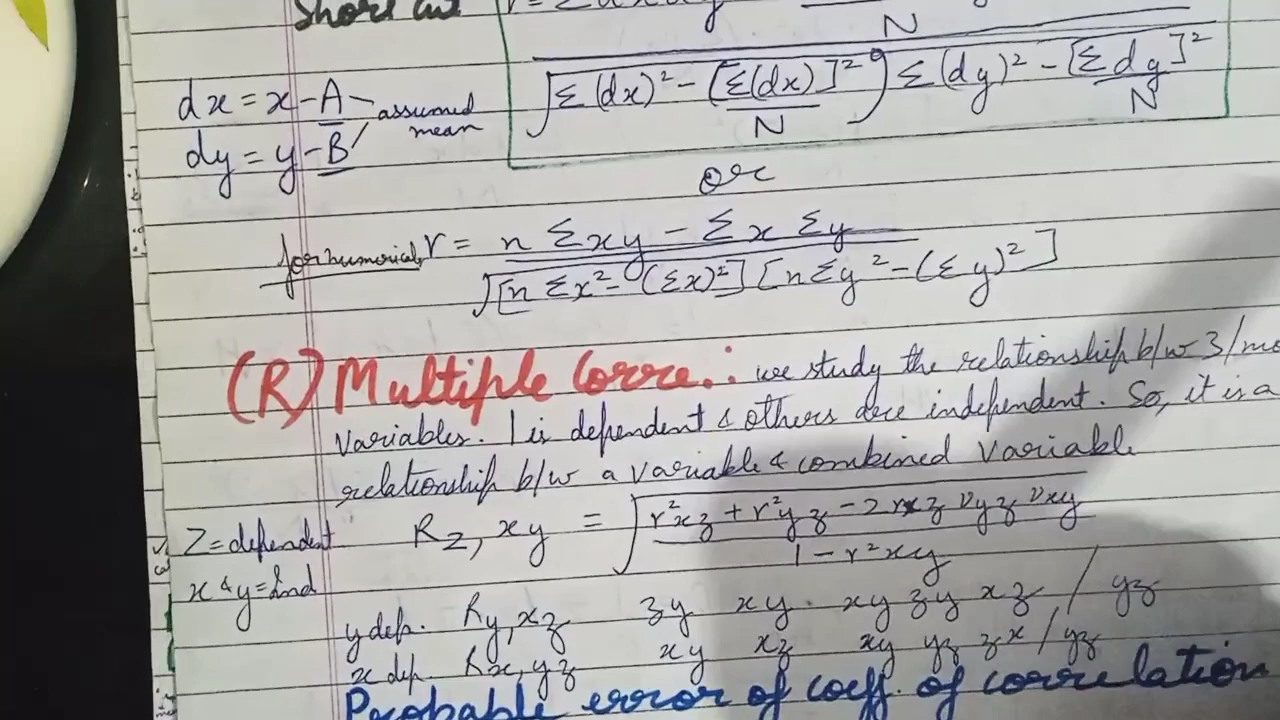 Short cut
N
dx = x - A - assumed mean
dy = y - B
√Σ(dx)² - [Σ(dx)]² / N √Σ(dy)² - [Σdy]² / N
or
for numerical, r = n Σxy - Σx Σy / √[n Σx² - (Σx)²] [nΣy² - (Σy)²]
(R) Multiple Corre. : we study the relationship b/w 3/mo
variables. 1 is dependent & others are independent. So, it is a
relationship b/w a variable & combined variable
Z = dependent
x & y = Ind
Rz, xy = √r²xz + r²yz - 2 rxz ryz rxy / 1 - r²xy
y dep. Ry, xz zy xy . xy zy xz / yz
x dep. Rx, yz xy xz xy yz zx / yz
Probable error of coeff. of correlation